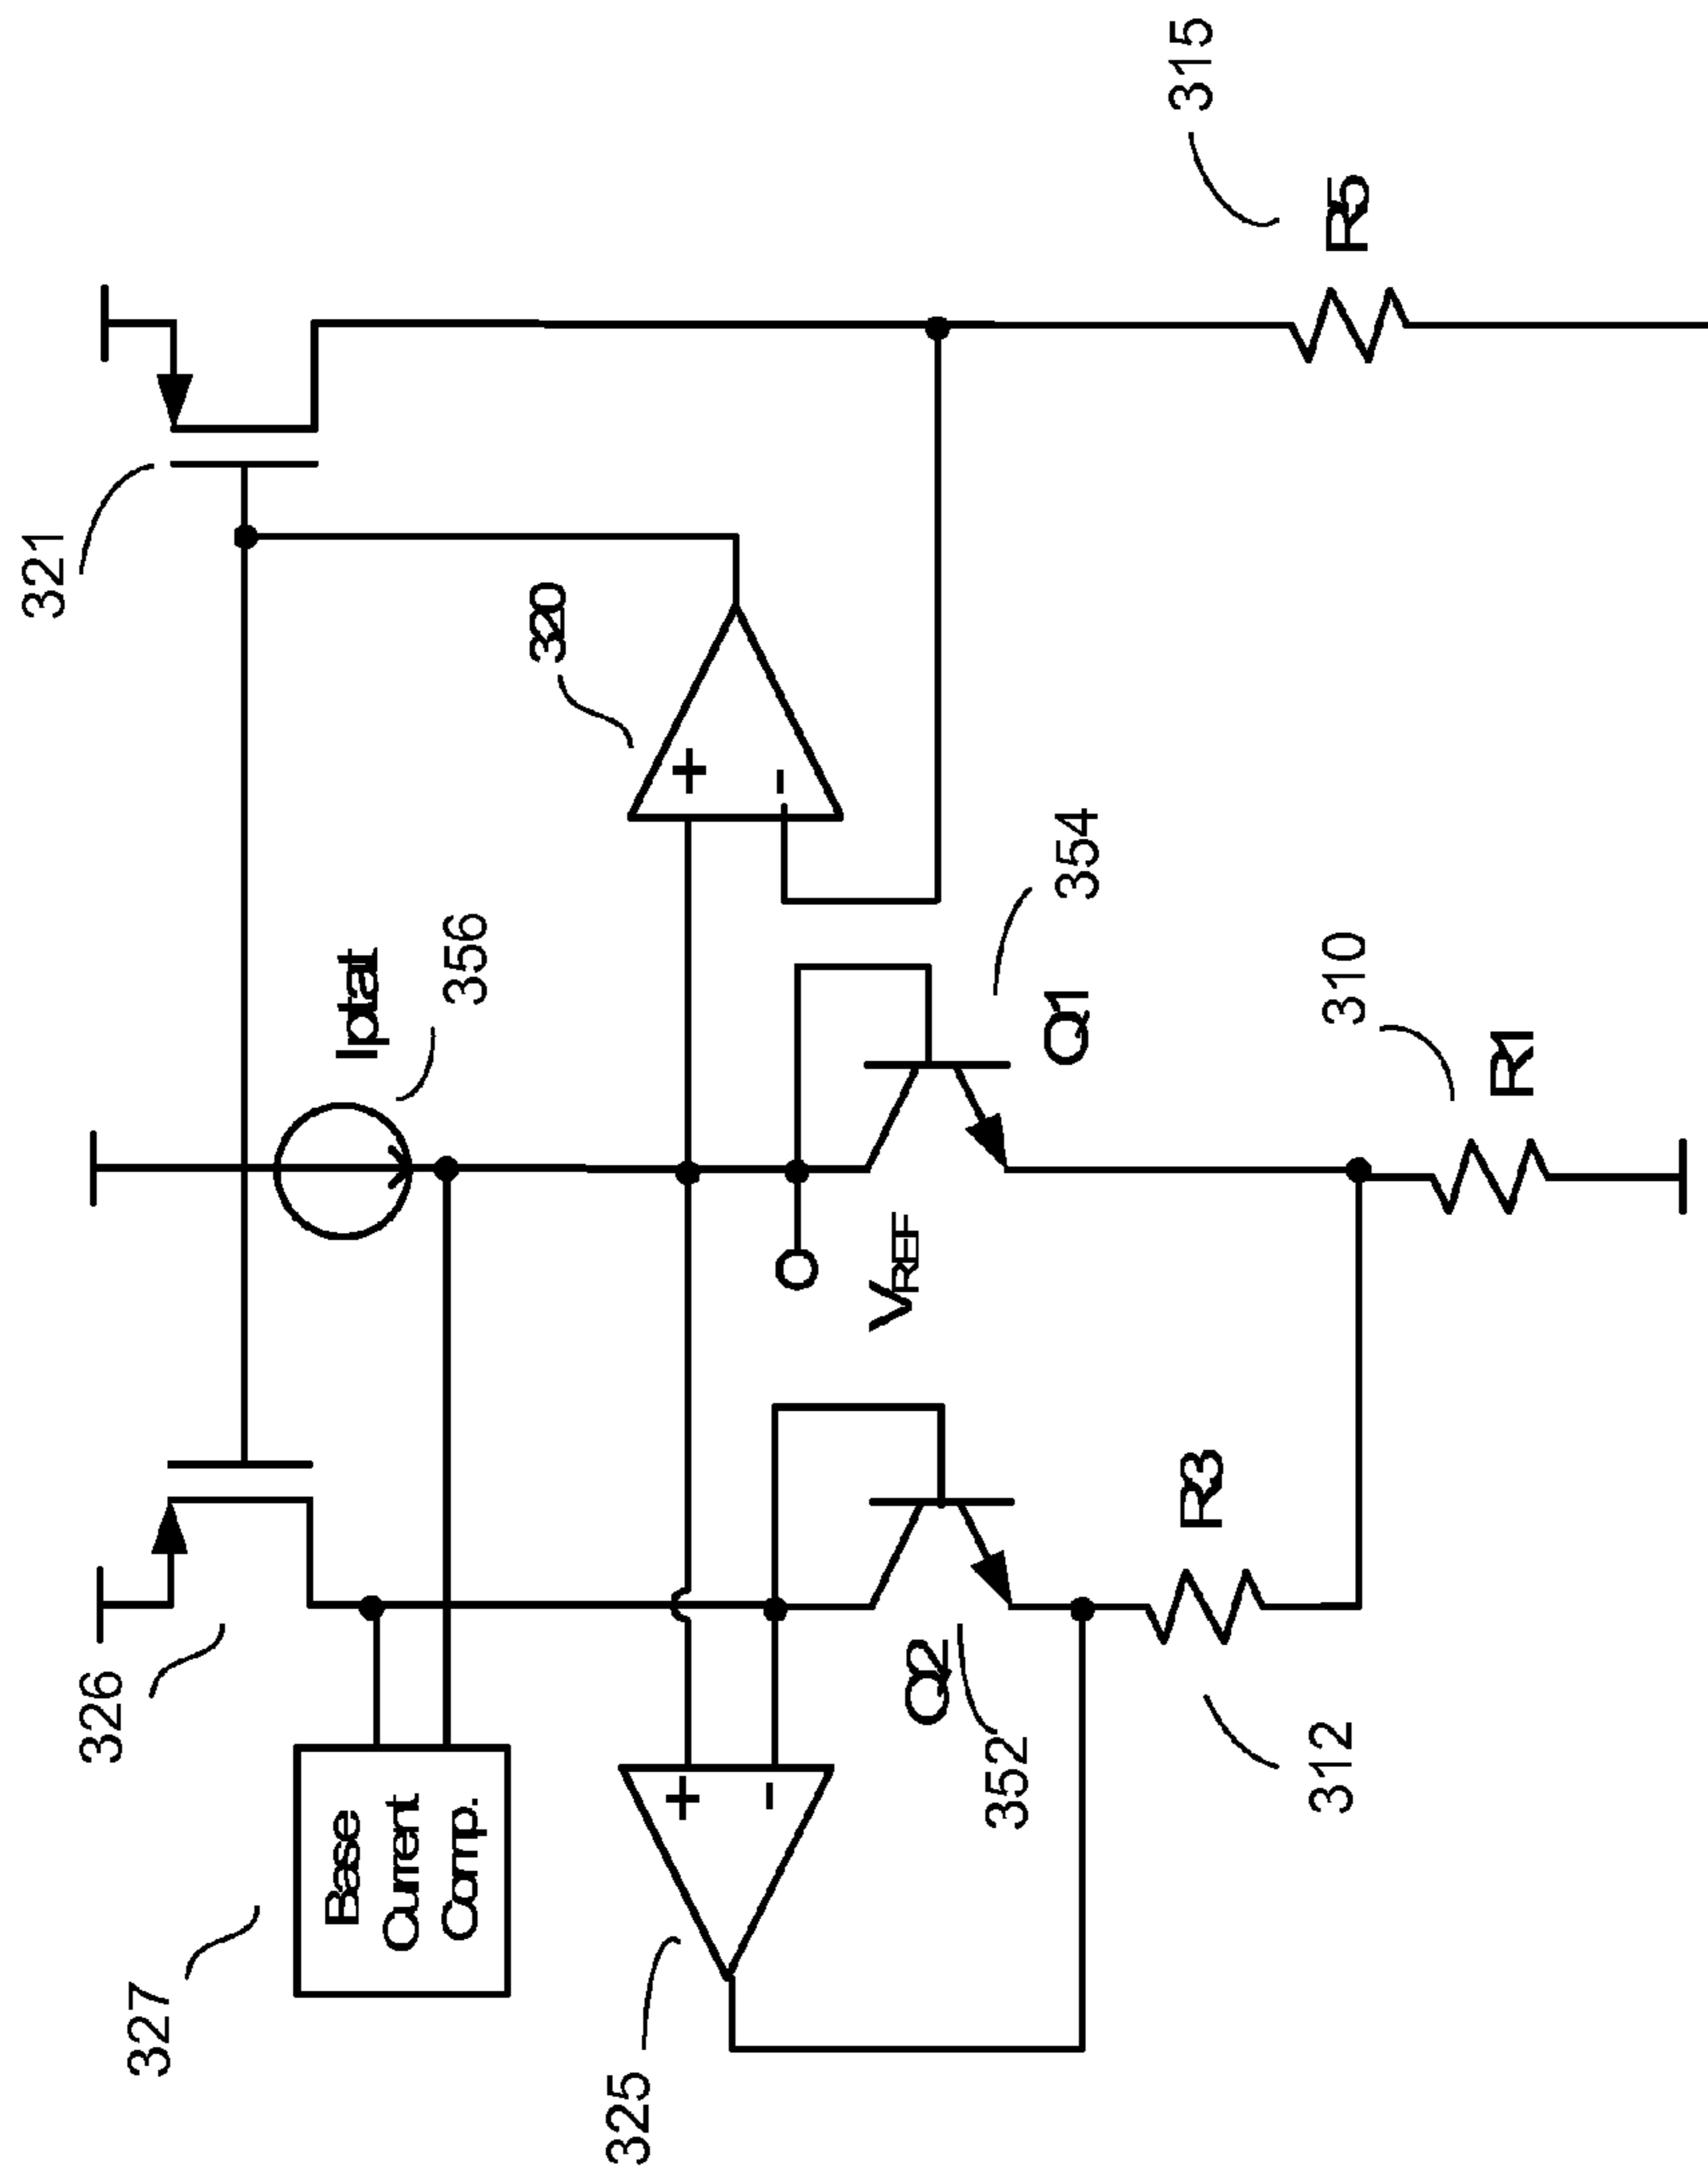 321
315
R5
320
Iptat
356
354
Q1
310
R1
+
-
VREF
326
Q2
352
R3
312
327
Base
Current
Comp.
+
-
325